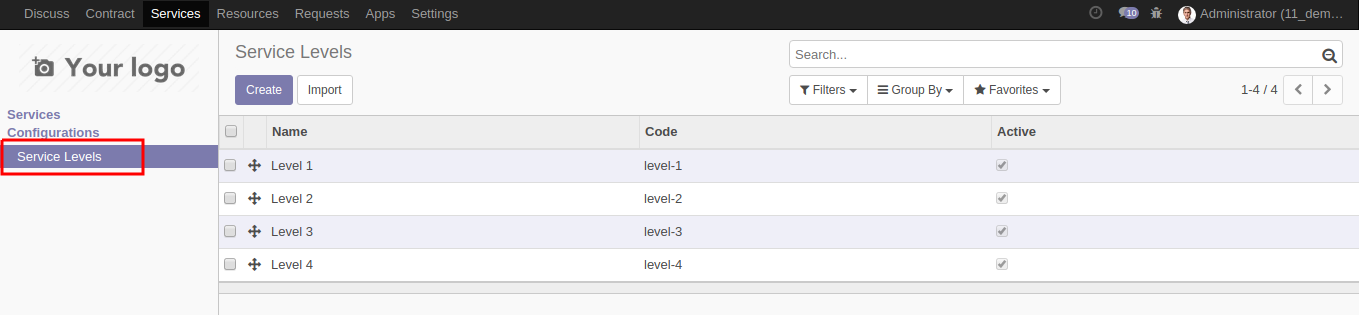 Discuss Contract Services Resources Requests Apps Settings 10 Administrator (11_dem...
Your logo
Services
Configurations
Service Levels
Service Levels
Search...
Create Import
Filters Group By Favorites 1-4 / 4
Name Code Active
Level 1 level-1
Level 2 level-2
Level 3 level-3
Level 4 level-4